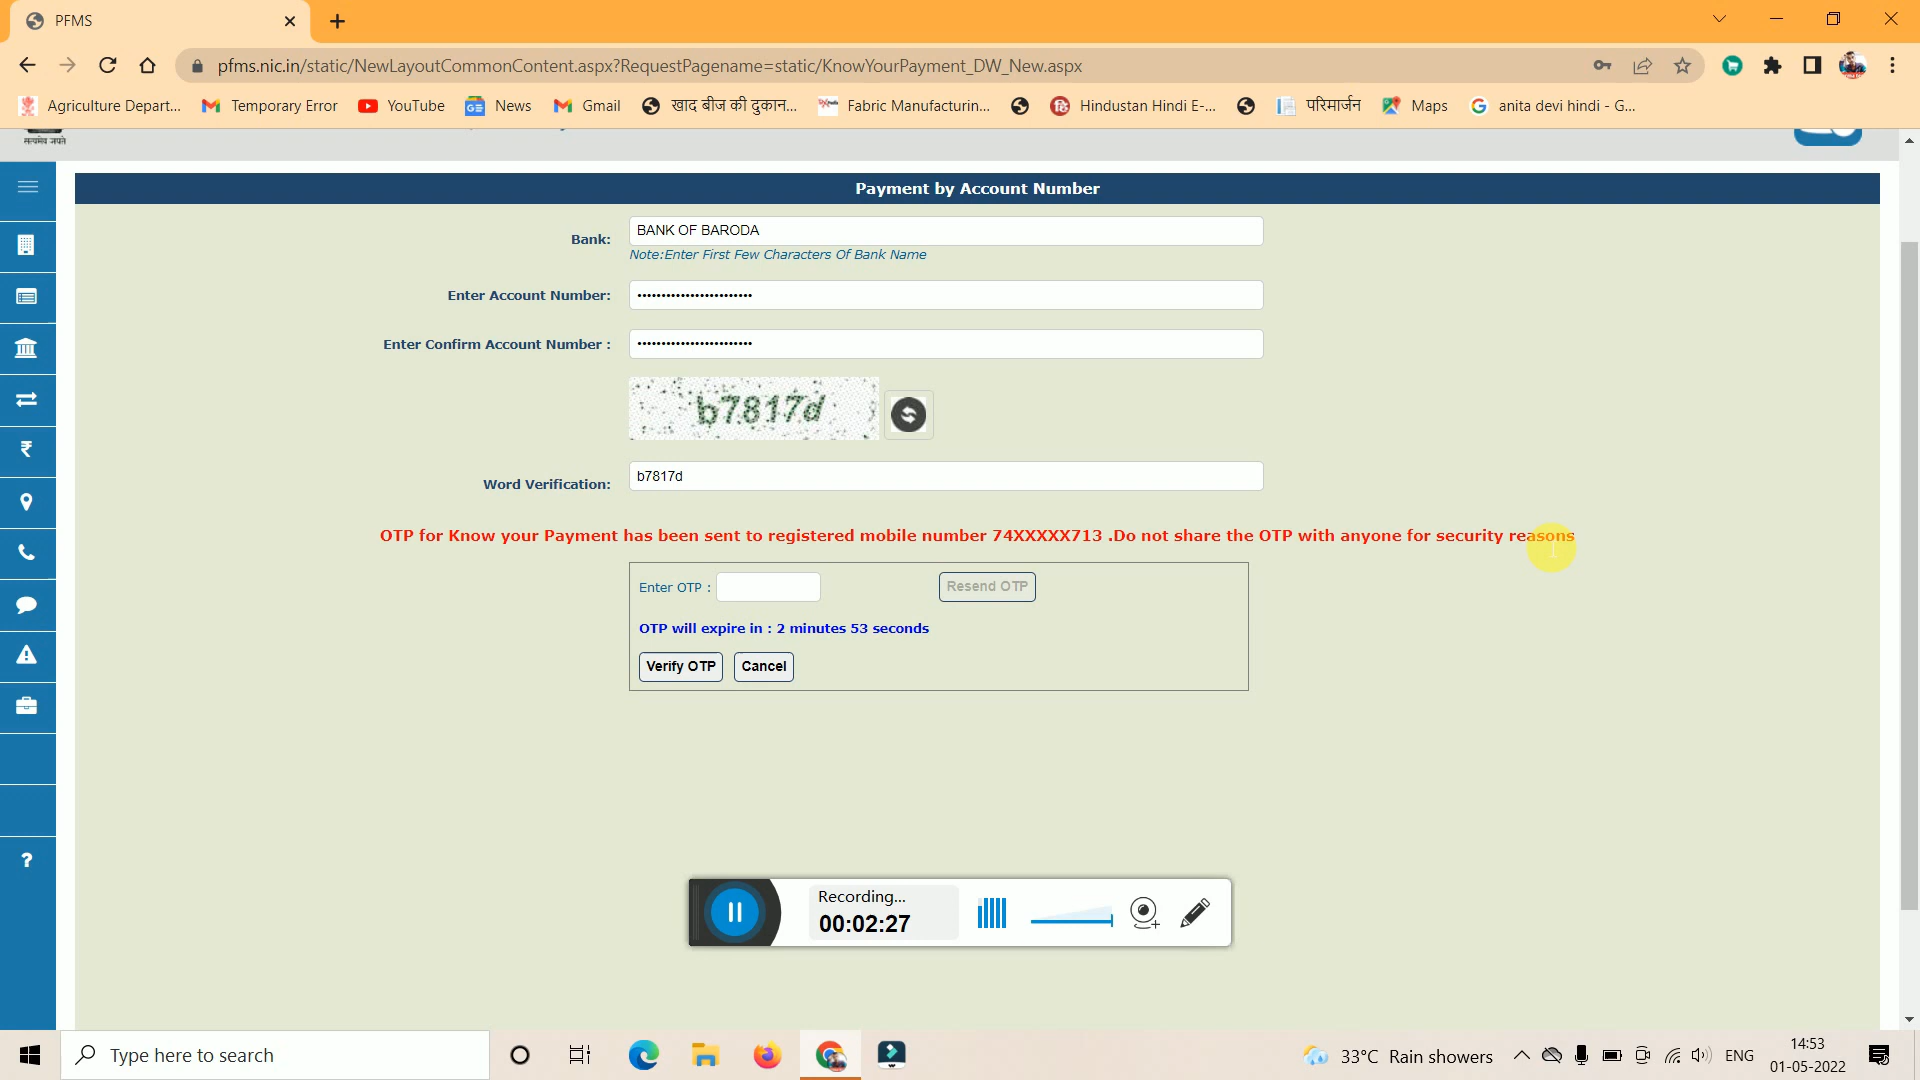 PFMS
pfms.nic.in/static/NewLayoutCommonContent.aspx?RequestPagename=static/KnowYourPayment_DW_New.aspx
Agriculture Depart... Temporary Error YouTube News Gmail खाद बीज की दुकान... Fabric Manufacturin... Hindustan Hindi E-... परिमार्जन Maps anita devi hindi - G...
सत्यमेव जयते
Payment by Account Number
Bank: BANK OF BARODA
Note:Enter First Few Characters Of Bank Name
Enter Account Number: ••••••••••••••••••••••••
Enter Confirm Account Number : ••••••••••••••••••••••••
b7817d
Word Verification: b7817d
OTP for Know your Payment has been sent to registered mobile number 74XXXXX713 .Do not share the OTP with anyone for security reasons
Enter OTP : Resend OTP
OTP will expire in : 2 minutes 53 seconds
Verify OTP Cancel
Recording...
00:02:27
Type here to search
33°C Rain showers
ENG
14:53
01-05-2022